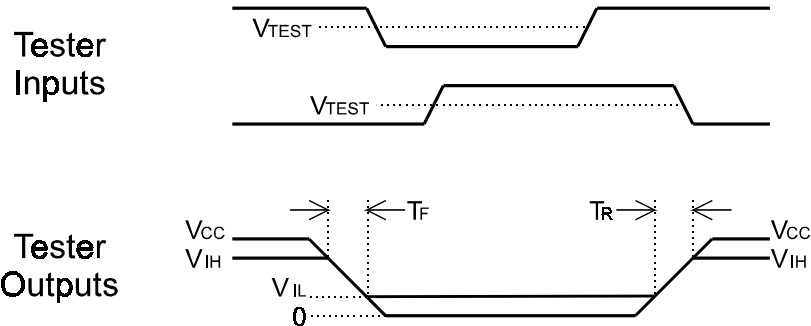 Tester
Inputs
VTEST
VTEST
TF
TR
Tester
Outputs
VCC
VIH
VIL
0
VCC
VIH